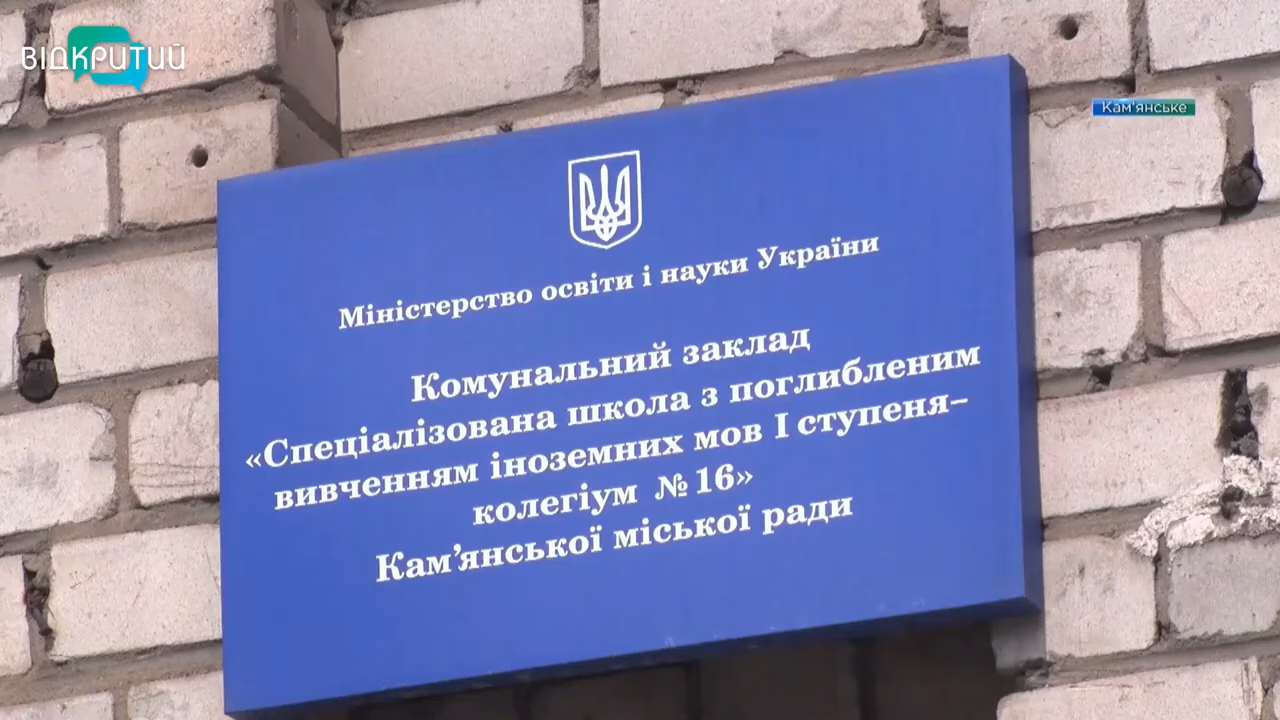 ВІДКРИТИЙ
Кам'янське
Міністерство освіти і науки України
Комунальний заклад
«Спеціалізована школа з поглибленим
вивченням іноземних мов І ступеня–
колегіум №16»
Кам’янської міської ради